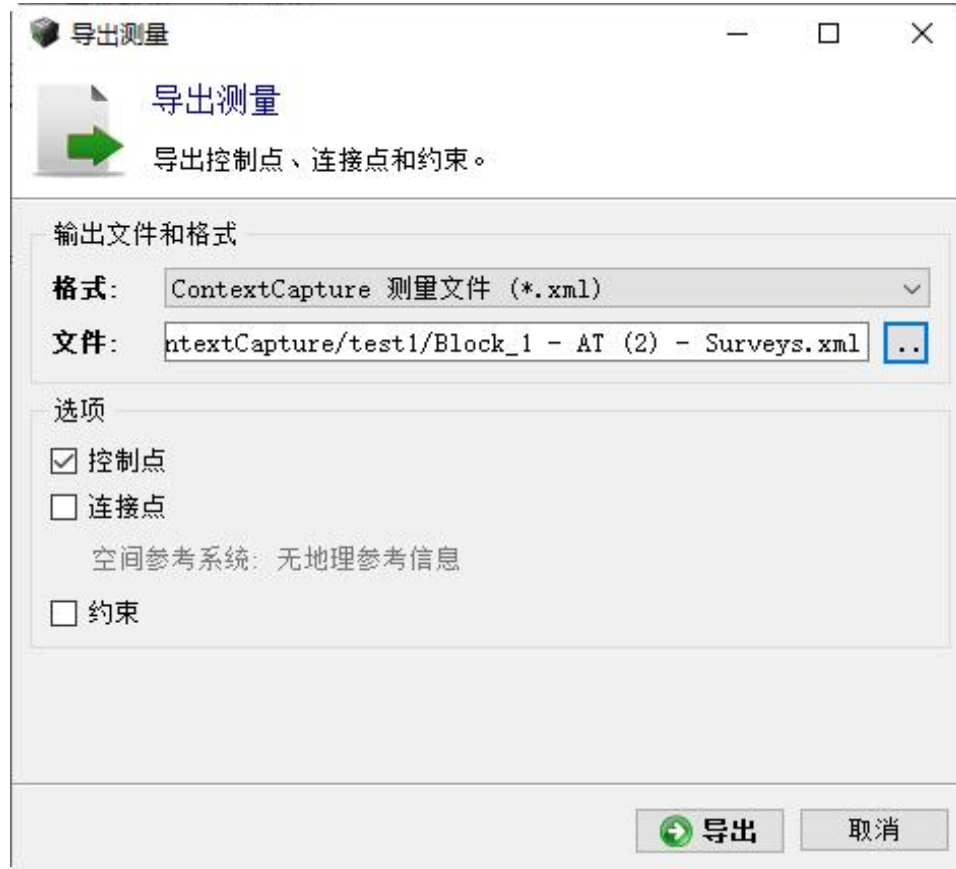 导出测量
导出测量
导出控制点、连接点和约束。
输出文件和格式
格式: ContextCapture 测量文件 (*.xml)
文件: ntextCapture/test1/Block_1 - AT (2) - Surveys.xml ..
选项
控制点
连接点
空间参考系统: 无地理参考信息
约束
导出 取消